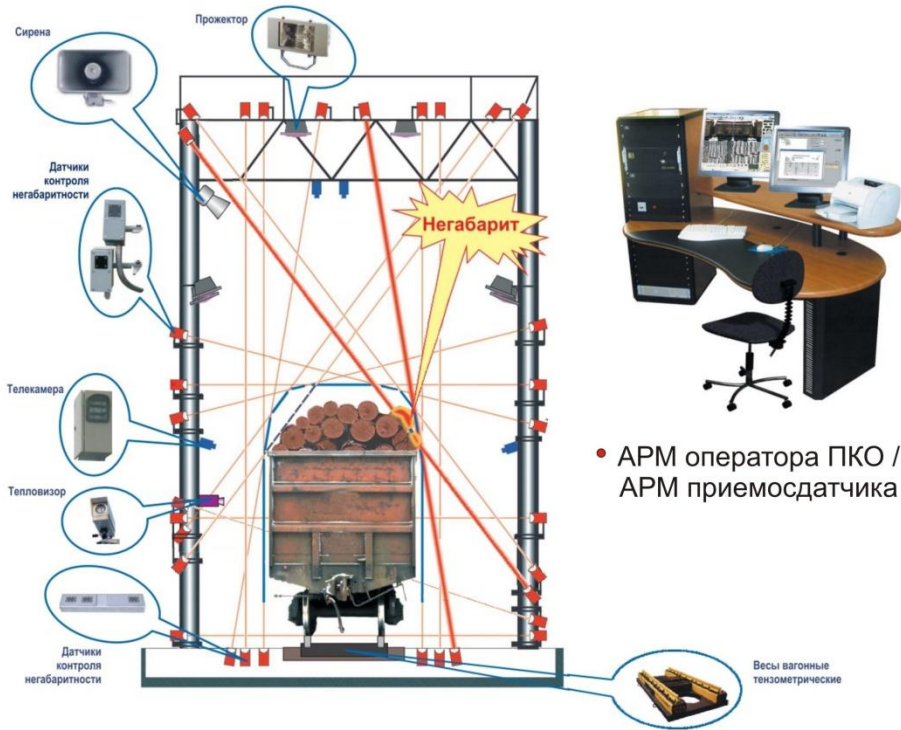 Прожектор
Сирена
Датчики
контроля
негабаритности
Негабарит
Телекамера
Тепловизор
• АРМ оператора ПКО /
АРМ приемосдатчика
Датчики
контроля
негабаритности
Весы вагонные
тензометрические